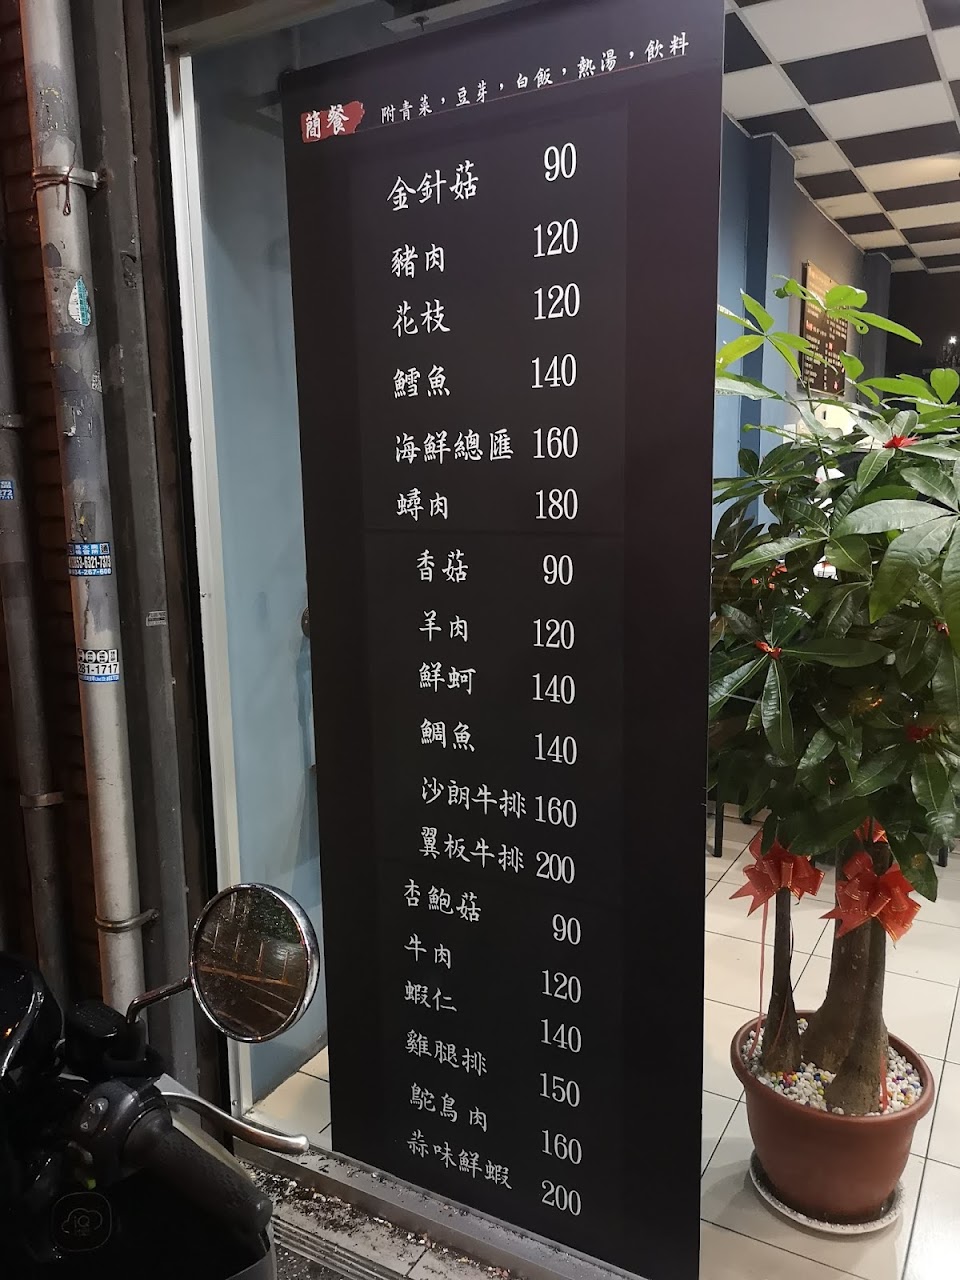 簡餐 附青菜，豆芽，白飯，熱湯，飲料
金針菇 90
豬肉 120
花枝 120
鱈魚 140
海鮮總匯 160
蟳肉 180
香菇 90
羊肉 120
鮮蚵 140
鯛魚 140
沙朗牛排 160
翼板牛排 200
杏鮑菇 90
牛肉 120
蝦仁 140
雞腿排 150
鴕鳥肉 160
蒜味鮮蝦 200
291-1717